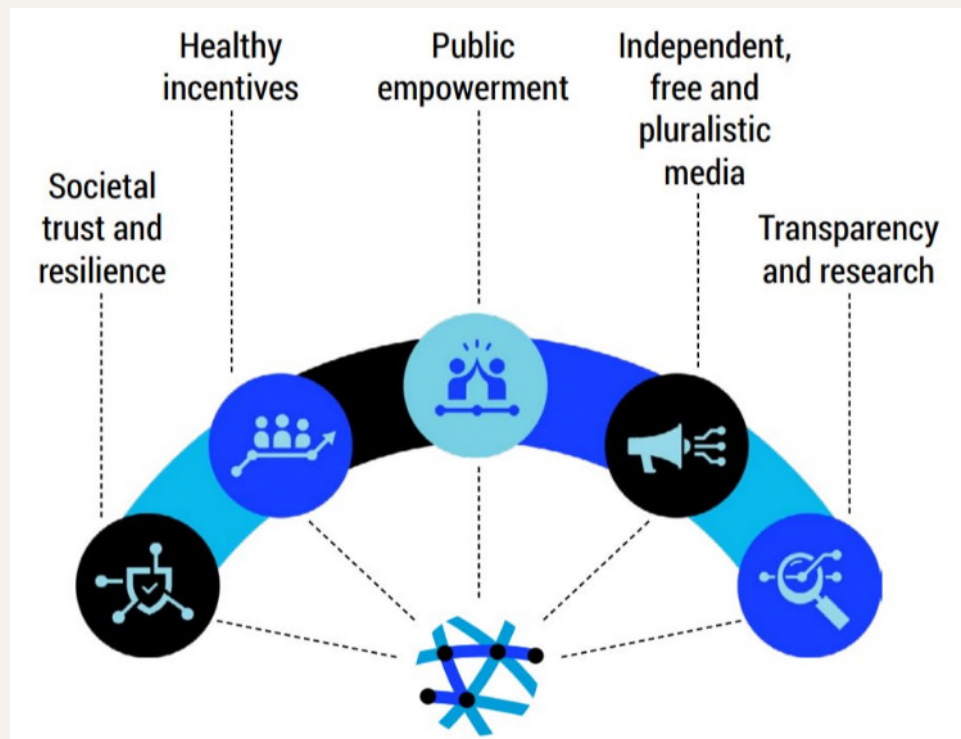 Societal
trust and
resilience
Healthy
incentives
Public
empowerment
Independent,
free and
pluralistic
media
Transparency
and research